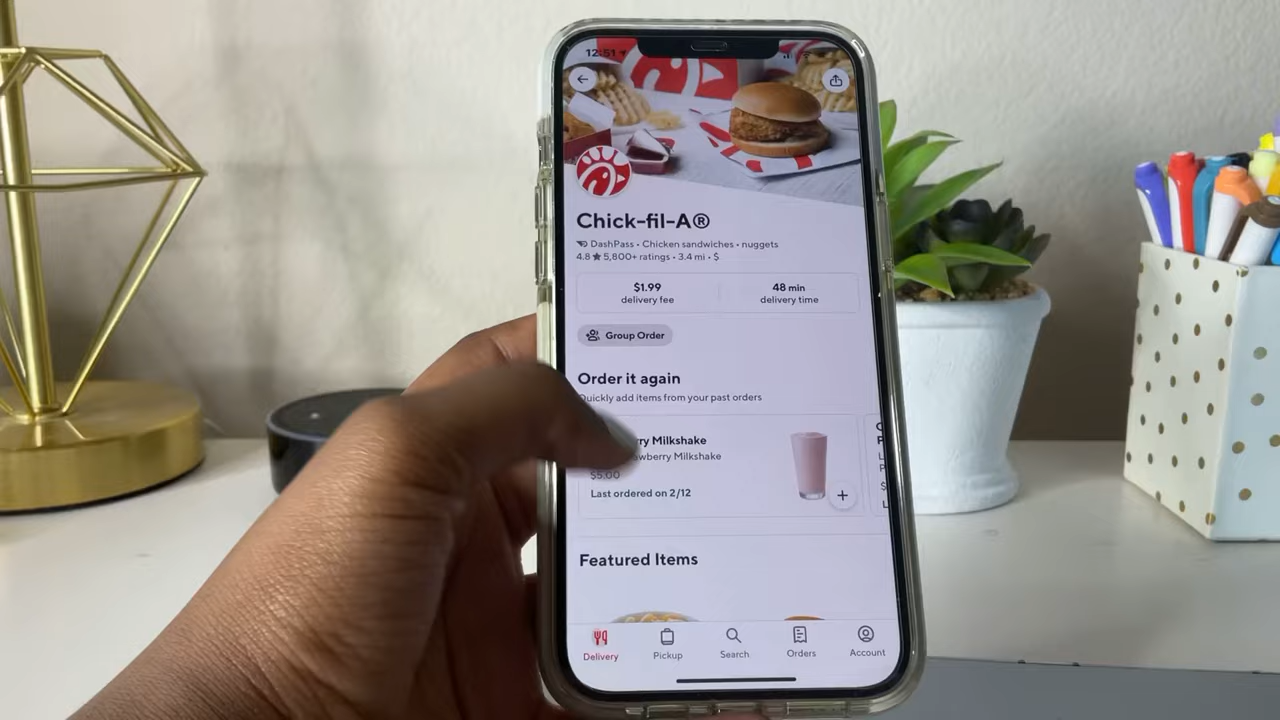 12:51
Chick-fil-A®
DashPass • Chicken sandwiches • nuggets
4.8 ★ 5,800+ ratings • 3.4 mi • $
$1.99
delivery fee
48 min
delivery time
Group Order
Order it again
Quickly add items from your past orders
Milkshake
Milkshake
$5.00
Last ordered on 2/12
Featured Items
Delivery
Pickup
Search
Orders
Account